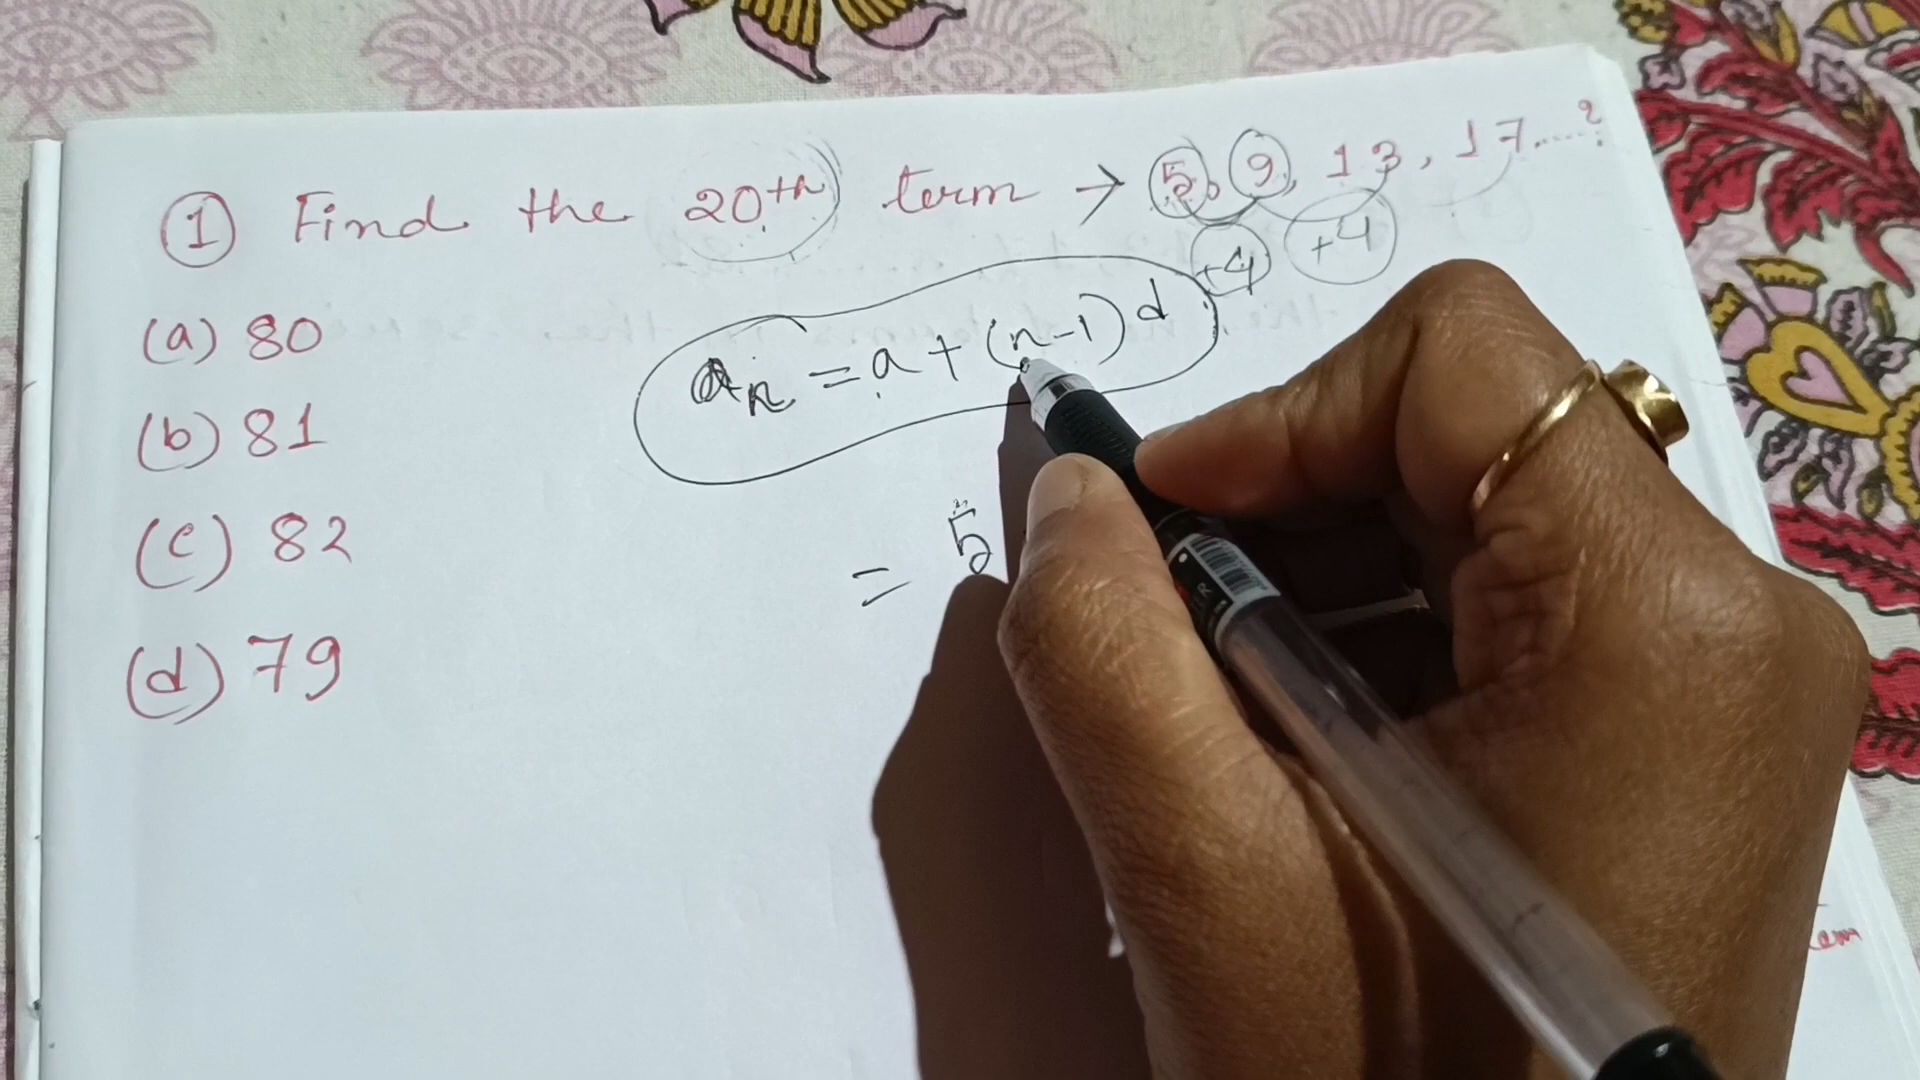 ① Find the 20th term → 5, 9, 13, 17.....?
+4 +4
(a) 80
an = a + (n-1) d
(b) 81
= 5
(c) 82
(d) 79